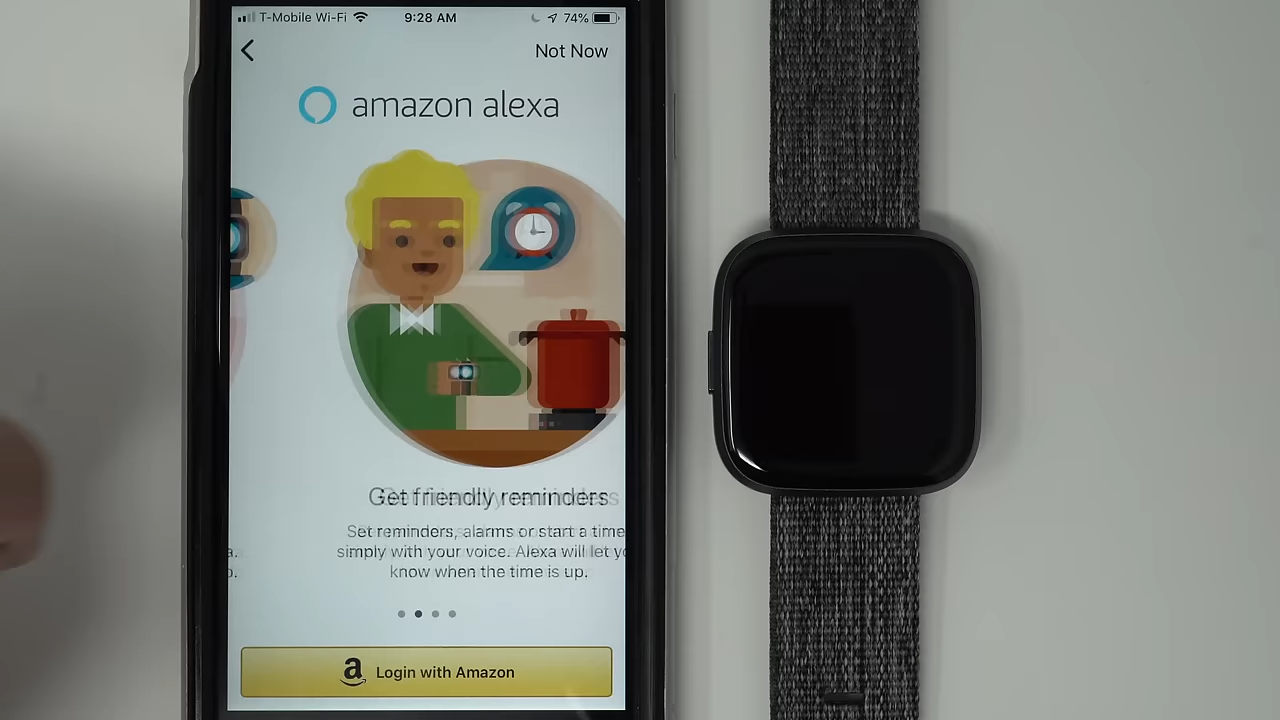 T-Mobile Wi-Fi 9:28 AM 74%
Not Now
amazon alexa
Get friendly reminders
a. Set reminders, alarms or start a time
simply with your voice. Alexa will let yo
p. know when the time is up.
a Login with Amazon